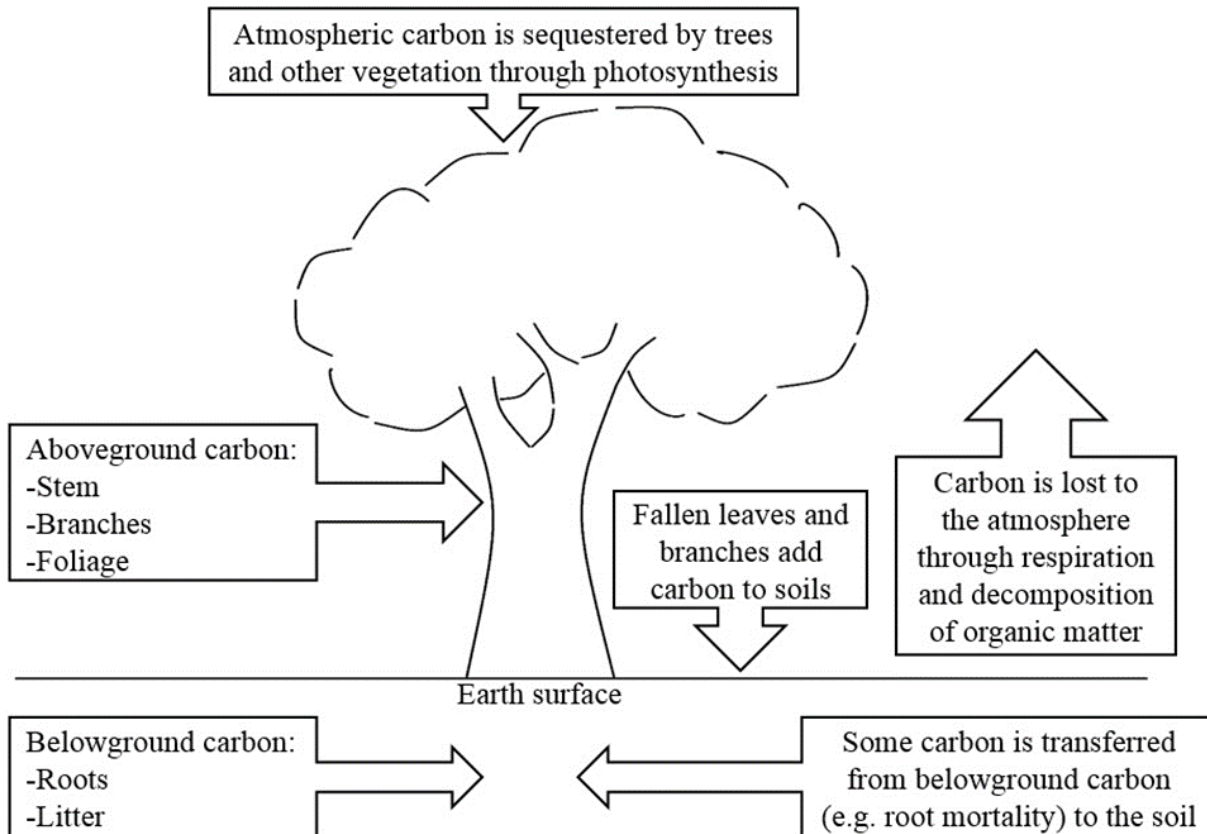 Atmospheric carbon is sequestered by trees
and other vegetation through photosynthesis
Aboveground carbon:
-Stem
-Branches
-Foliage
Fallen leaves and
branches add
carbon to soils
Carbon is lost to
the atmosphere
through respiration
and decomposition
of organic matter
Earth surface
Belowground carbon:
-Roots
-Litter
Some carbon is transferred
from belowground carbon
(e.g. root mortality) to the soil